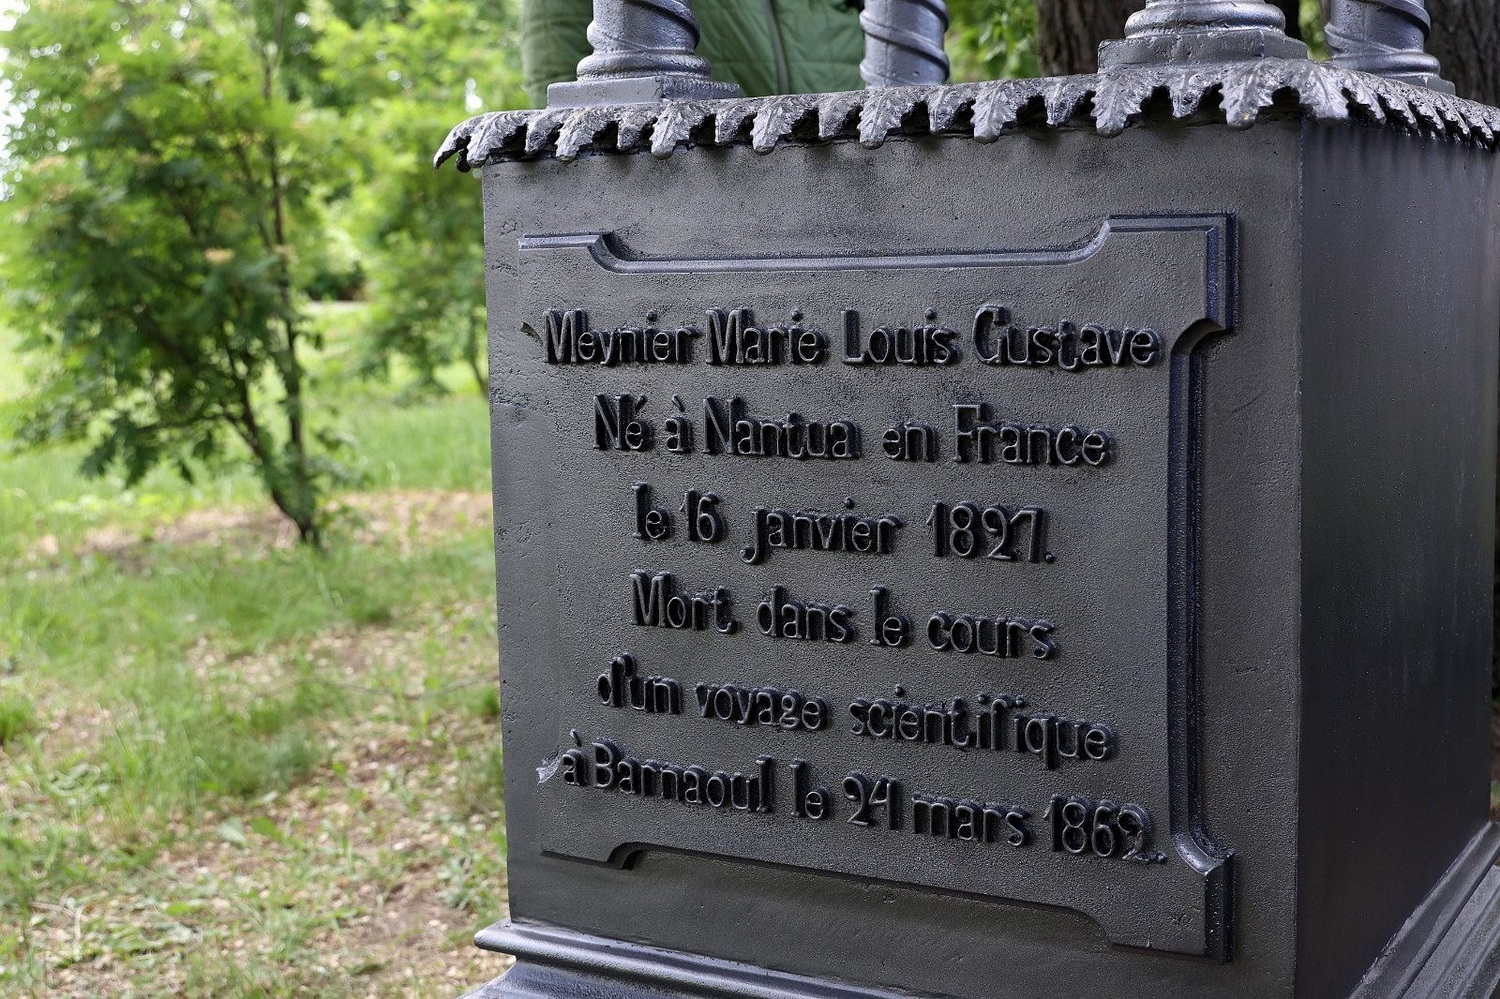 Meynier Marie Louis Gustave
Né à Nantua en France
le 16 janvier 1827.
Mort dans le cours
d'un voyage scientifique
à Barnaoul le 24 mars 1862.